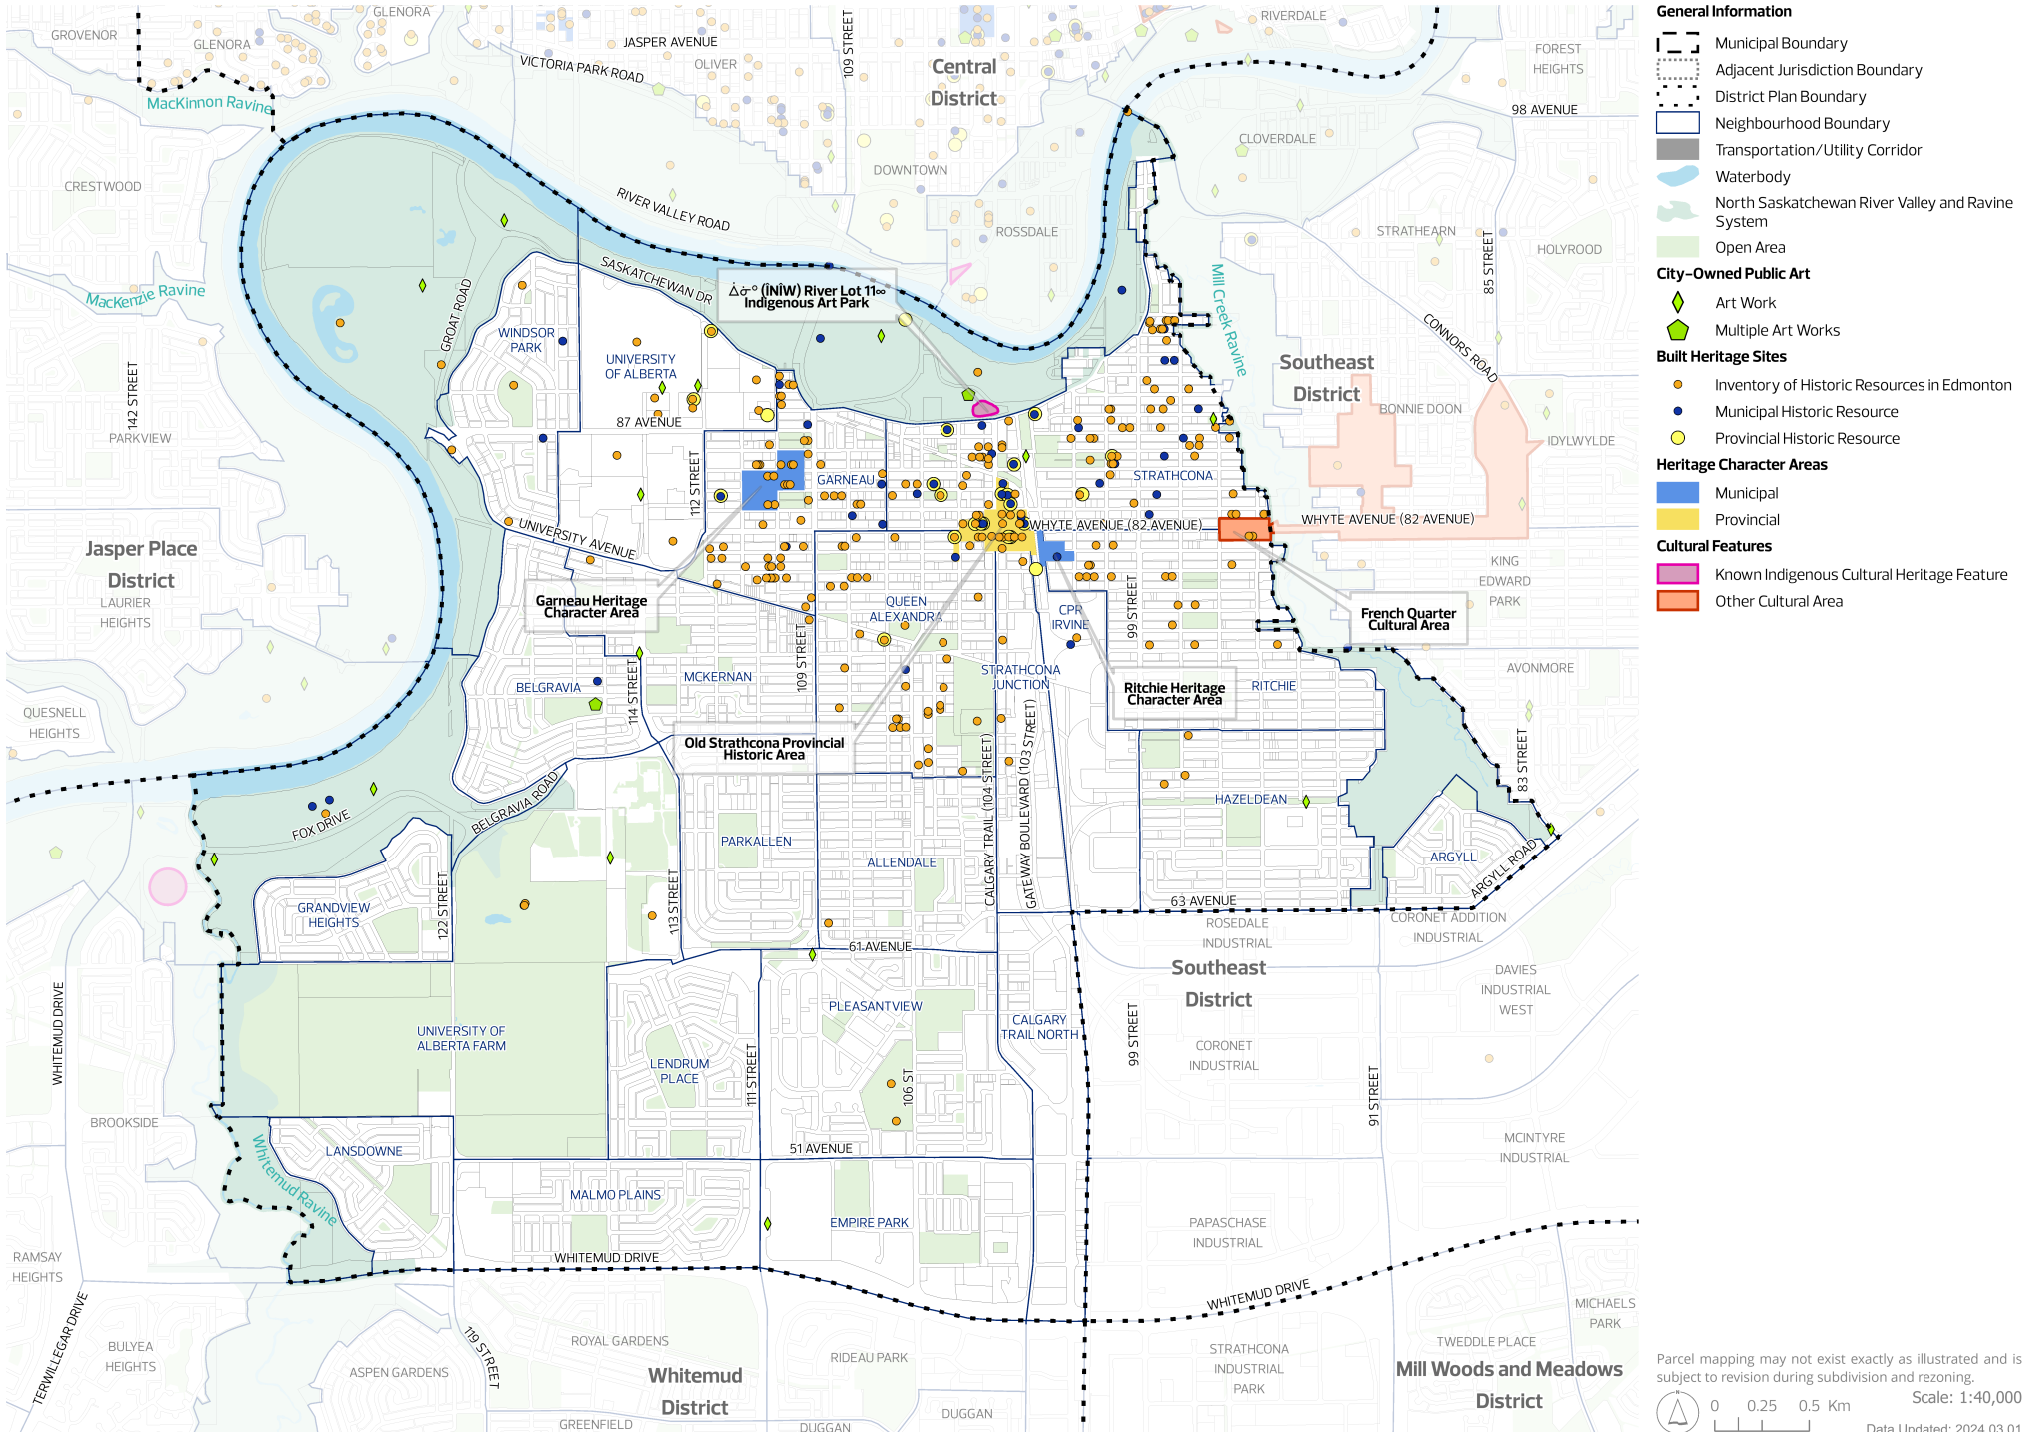 General Information
Municipal Boundary
Adjacent Jurisdiction Boundary
District Plan Boundary
Neighbourhood Boundary
Transportation/Utility Corridor
Waterbody
North Saskatchewan River Valley and Ravine
System
Open Area
City-Owned Public Art
Art Work
Multiple Art Works
Built Heritage Sites
Inventory of Historic Resources in Edmonton
Municipal Historic Resource
Provincial Historic Resource
Heritage Character Areas
Municipal
Provincial
Cultural Features
Known Indigenous Cultural Heritage Feature
Other Cultural Area
Parcel mapping may not exist exactly as illustrated and is
subject to revision during subdivision and rezoning.
Scale: 1:40,000
N
0 0.25 0.5 Km
Data Updated: 2024.03.01
GLENORA
GROVENOR
GLENORA
JASPER AVENUE
OLIVER
VICTORIA PARK ROAD
109 STREET
Central
District
RIVERDALE
FOREST
HEIGHTS
98 AVENUE
MacKinnon Ravine
CLOVERDALE
DOWNTOWN
CRESTWOOD
RIVER VALLEY ROAD
ROSSDALE
STRATHEARN
85 STREET
HOLYROOD
MacKenzie Ravine
SASKATCHEWAN DR
ᐄᓃᐤ (ÎNÎW) River Lot 11∞
Indigenous Art Park
Mill Creek Ravine
GROAT ROAD
WINDSOR
PARK
UNIVERSITY
OF ALBERTA
CONNORS ROAD
Southeast
District
BONNIE DOON
IDYLWYLDE
142 STREET
PARKVIEW
87 AVENUE
112 STREET
GARNEAU
STRATHCONA
UNIVERSITY AVENUE
WHYTE AVENUE (82 AVENUE)
WHYTE AVENUE (82 AVENUE)
Jasper Place
District
LAURIER
HEIGHTS
KING
EDWARD
PARK
Garneau Heritage
Character Area
QUEEN
ALEXANDRA
CPR
IRVINE
99 STREET
French Quarter
Cultural Area
109 STREET
114 STREET
BELGRAVIA
MCKERNAN
STRATHCONA
JUNCTION
Ritchie Heritage
Character Area
RITCHIE
AVONMORE
QUESNELL
HEIGHTS
Old Strathcona Provincial
Historic Area
CALGARY TRAIL (104 STREET)
GATEWAY BOULEVARD (103 STREET)
83 STREET
FOX DRIVE
BELGRAVIA ROAD
HAZELDEAN
PARKALLEN
ALLENDALE
ARGYLL
ARGYLL ROAD
GRANDVIEW
HEIGHTS
122 STREET
113 STREET
63 AVENUE
ROSEDALE
INDUSTRIAL
CORONET ADDITION
INDUSTRIAL
61 AVENUE
Southeast
District
DAVIES
INDUSTRIAL
WEST
WHITEMUD DRIVE
PLEASANTVIEW
UNIVERSITY OF
ALBERTA FARM
CALGARY
TRAIL NORTH
99 STREET
LENDRUM
PLACE
111 STREET
106 ST
CORONET
INDUSTRIAL
91 STREET
BROOKSIDE
Whitemud Ravine
LANSDOWNE
51 AVENUE
MCINTYRE
INDUSTRIAL
MALMO PLAINS
EMPIRE PARK
PAPASCHASE
INDUSTRIAL
RAMSAY
HEIGHTS
WHITEMUD DRIVE
WHITEMUD DRIVE
MICHAELS
PARK
TERWILLEGAR DRIVE
BULYEA
HEIGHTS
119 STREET
ASPEN GARDENS
ROYAL GARDENS
RIDEAU PARK
Whitemud
District
STRATHCONA
INDUSTRIAL
PARK
TWEDDLE PLACE
Mill Woods and Meadows
District
GREENFIELD
DUGGAN
DUGGAN